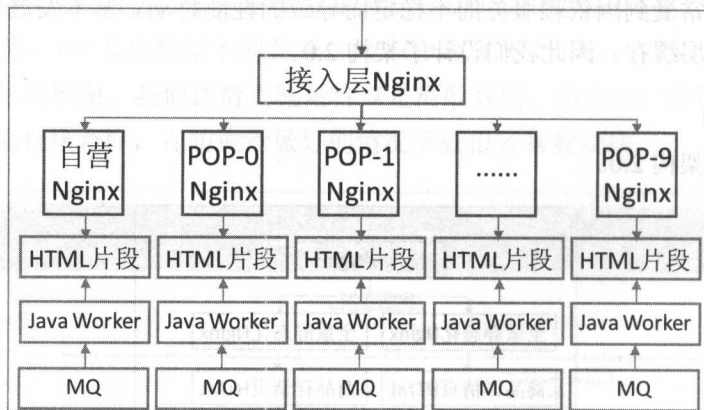 接入层Nginx
自营 POP-0 POP-1 …… POP-9
Nginx Nginx Nginx Nginx
HTML片段 HTML片段 HTML片段 HTML片段 HTML片段
Java Worker Java Worker Java Worker Java Worker Java Worker
MQ MQ MQ MQ MQ